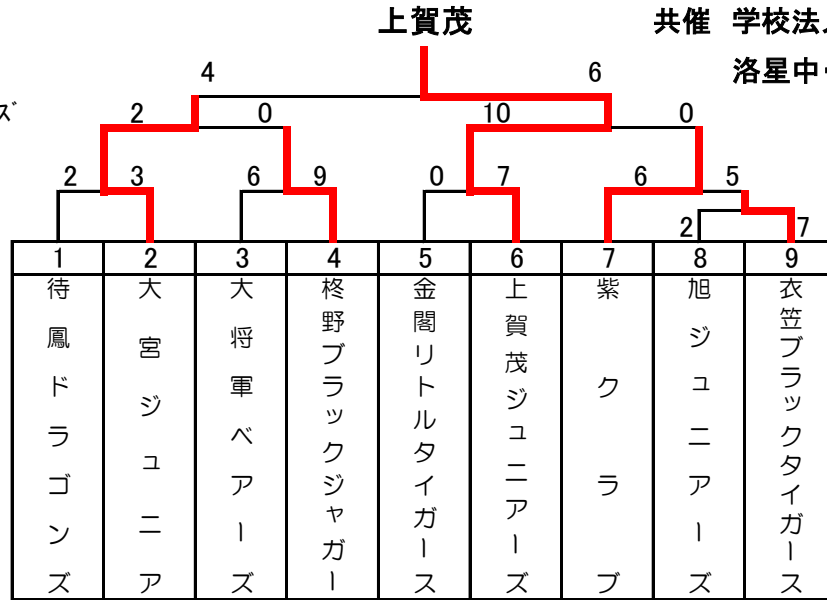 上賀茂
共催 学校法人
洛星中・
ズ
4 6
2 0 10 0
2 3 6 9 0 7 6 5
2 7
1 2 3 4 5 6 7 8 9
待鳳ドラゴンズ
大宮ジュニア
大将軍ベアーズ
柊野ブラックジャガー
金閣リトルタイガース
上賀茂ジュニアーズ
紫クラブ
旭ジュニアーズ
衣笠ブラックタイガース